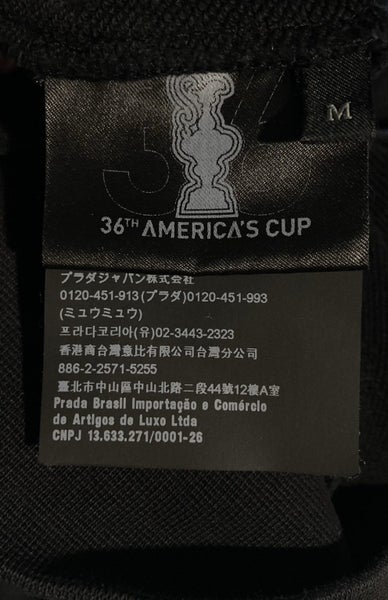 36
M
36TH AMERICA'S CUP
プラダジャパン株式会社
0120-451-913(プラダ)0120-451-993
(ミュウミュウ)
프라다코리아(유)02-3443-2323
香港商台灣意比有限公司台灣分公司
886-2-2571-5255
臺北市中山區中山北路二段44號12樓A室
Prada Brasil Importação e Comércio
de Artigos de Luxo Ltda
CNPJ 13.633.271/0001-26